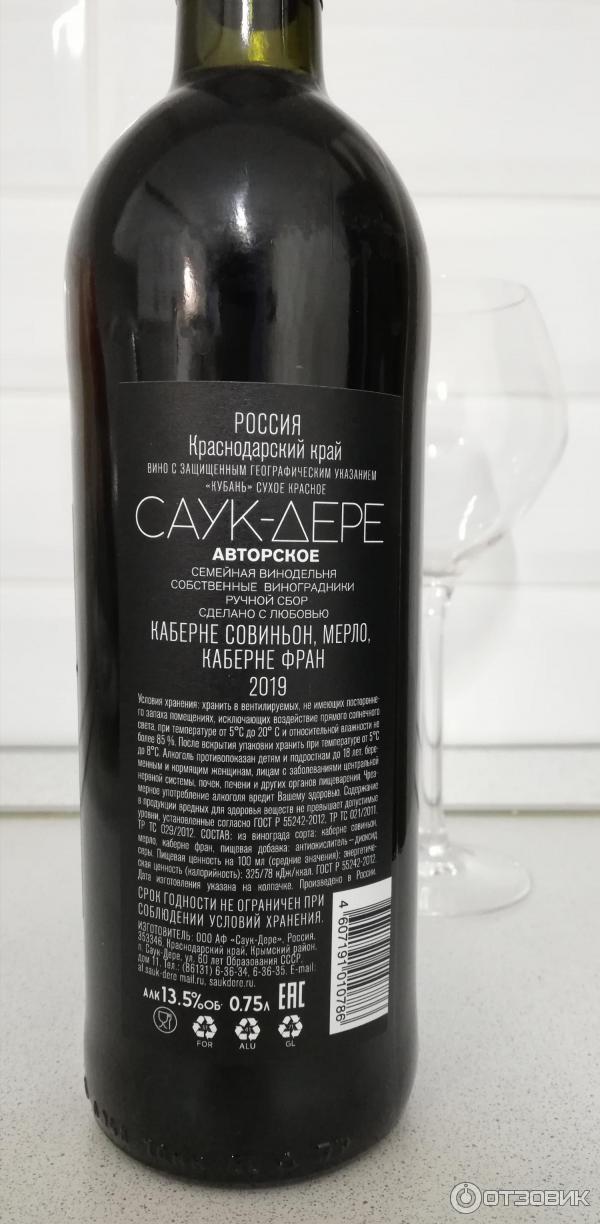 РОССИЯ
Краснодарский край
ВИНО С ЗАЩИЩЕННЫМ ГЕОГРАФИЧЕСКИМ УКАЗАНИЕМ
«КУБАНЬ» СУХОЕ КРАСНОЕ
САУК-ДЕРЕ
АВТОРСКОЕ
СЕМЕЙНАЯ ВИНОДЕЛЬНЯ
СОБСТВЕННЫЕ ВИНОГРАДНИКИ
РУЧНОЙ СБОР
СДЕЛАНО С ЛЮБОВЬЮ
КАБЕРНЕ СОВИНЬОН, МЕРЛО,
КАБЕРНЕ ФРАН
2019
Условия хранения: хранить в вентилируемых, не имеющих посторонне-
го запаха помещениях, исключающих воздействие прямого солнечного
света, при температуре от 5°С до 20° С и относительной влажности не
более 85 %. После вскрытия упаковки хранить при температуре от 5°С
до 8°С. Алкоголь противопоказан детям и подросткам до 18 лет, бере-
менным и кормящим женщинам, лицам с заболеваниями центральной
нервной системы, почек, печени и других органов пищеварения. Чрез-
мерное употребление алкоголя вредит Вашему здоровью. Содержание
в продукции вредных для здоровья веществ не превышает допустимые
уровни, установленные согласно ГОСТ Р 55242-2012, ТР ТС 021/2011,
ТР ТС 029/2012. СОСТАВ: из винограда сорта: каберне совиньон,
мерло, каберне фран, пищевая добавка: антиокислитель – диоксид
серы. Пищевая ценность на 100 мл (средние значения): энергетиче-
ская ценность (калорийность): 325/78 кДж/ккал. ГОСТ Р 55242-2012.
Дата изготовления указана на колпачке. Произведено в России.
СРОК ГОДНОСТИ НЕ ОГРАНИЧЕН ПРИ
СОБЛЮДЕНИИ УСЛОВИЙ ХРАНЕНИЯ.
ИЗГОТОВИТЕЛЬ: ООО АФ «Саук-Дере», Россия,
353346, Краснодарский край, Крымский район,
п. Саук-Дере, ул. 60 лет Образования СССР,
дом 11. Тел.: (86131) 6-36-34, 6-36-35. E-mail:
af.sauk-dere mail.ru, saukdere.ru.
АЛК 13.5%ОБ. 0.75Л
EAC
FOR
ALU
GL
4 607191 010786
ОТЗОВИК